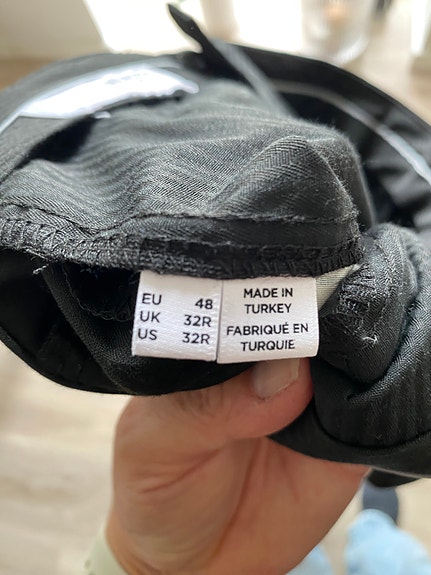 EU 48
UK 32R
US 32R
MADE IN
TURKEY
FABRIQUÉ EN
TURQUIE